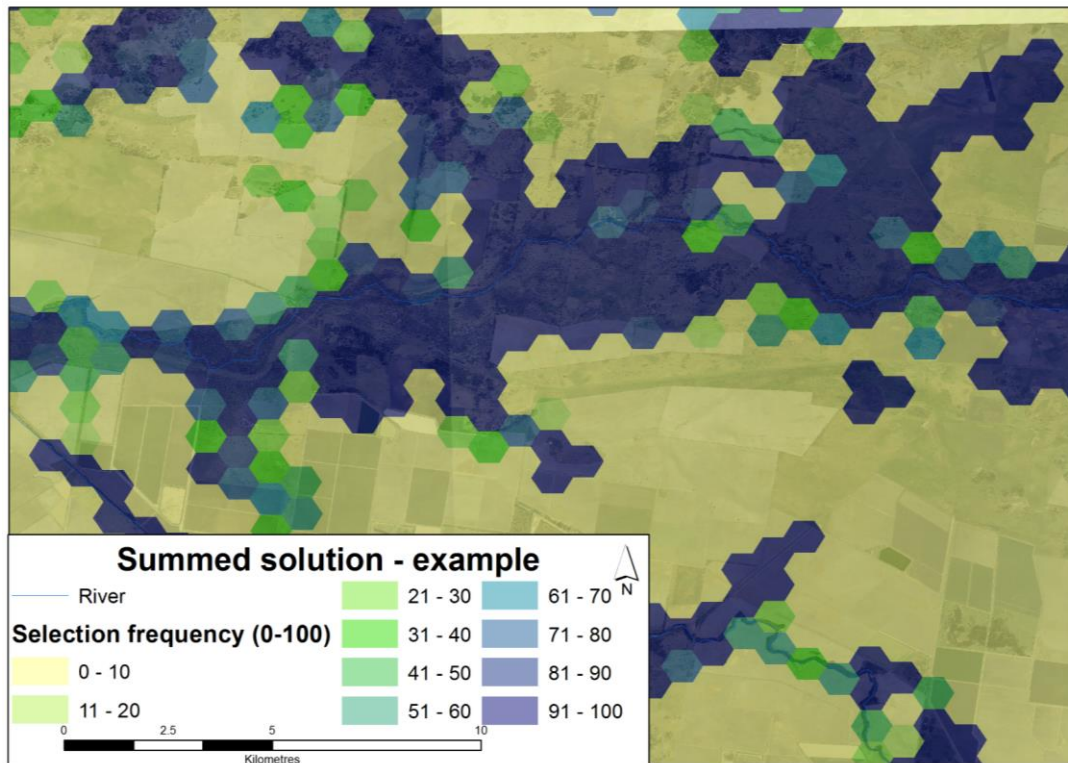 Summed solution - example
N
River
Selection frequency (0-100)
0 - 10
11 - 20
21 - 30
31 - 40
41 - 50
51 - 60
61 - 70
71 - 80
81 - 90
91 - 100
0 2.5 5 10
Kilometres